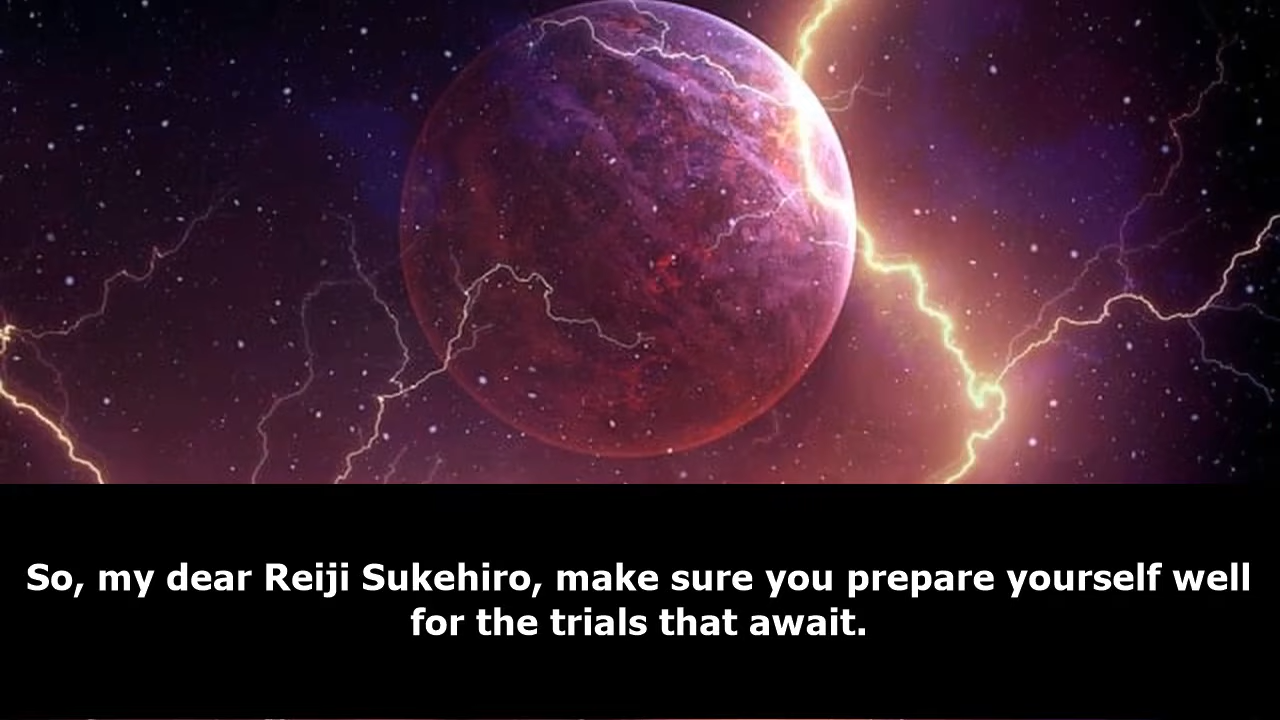 So, my dear Reiji Sukehiro, make sure you prepare yourself well
for the trials that await.